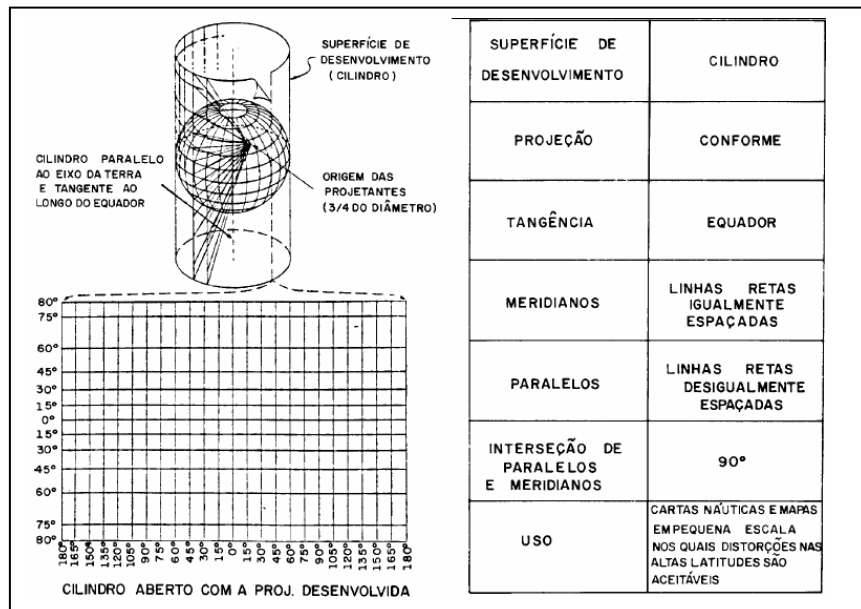 SUPERFÍCIE DE
DESENVOLVIMENTO
(CILINDRO)
CILINDRO PARALELO
AO EIXO DA TERRA
E TANGENTE AO
LONGO DO EQUADOR
ORIGEM DAS
PROJETANTES
(3/4 DO DIÂMETRO)
80°
75°
60°
45°
30°
15°
0°
15°
30°
45°
60°
75°
80°
180°
165°
150°
135°
120°
105°
90°
75°
60°
45°
30°
15°
0°
15°
30°
45°
60°
75°
90°
105°
120°
135°
150°
165°
180°
CILINDRO ABERTO COM A PROJ. DESENVOLVIDA
SUPERFÍCIE DE
DESENVOLVIMENTO
CILINDRO
PROJEÇÃO
CONFORME
TANGÊNCIA
EQUADOR
MERIDIANOS
LINHAS RETAS
IGUALMENTE
ESPAÇADAS
PARALELOS
LINHAS RETAS
DESIGUALMENTE
ESPAÇADAS
INTERSEÇÃO DE
PARALELOS
E MERIDIANOS
90°
USO
CARTAS NÁUTICAS E MAPAS
EM PEQUENA ESCALA
NOS QUAIS DISTORÇÕES NAS
ALTAS LATITUDES SÃO
ACEITÁVEIS